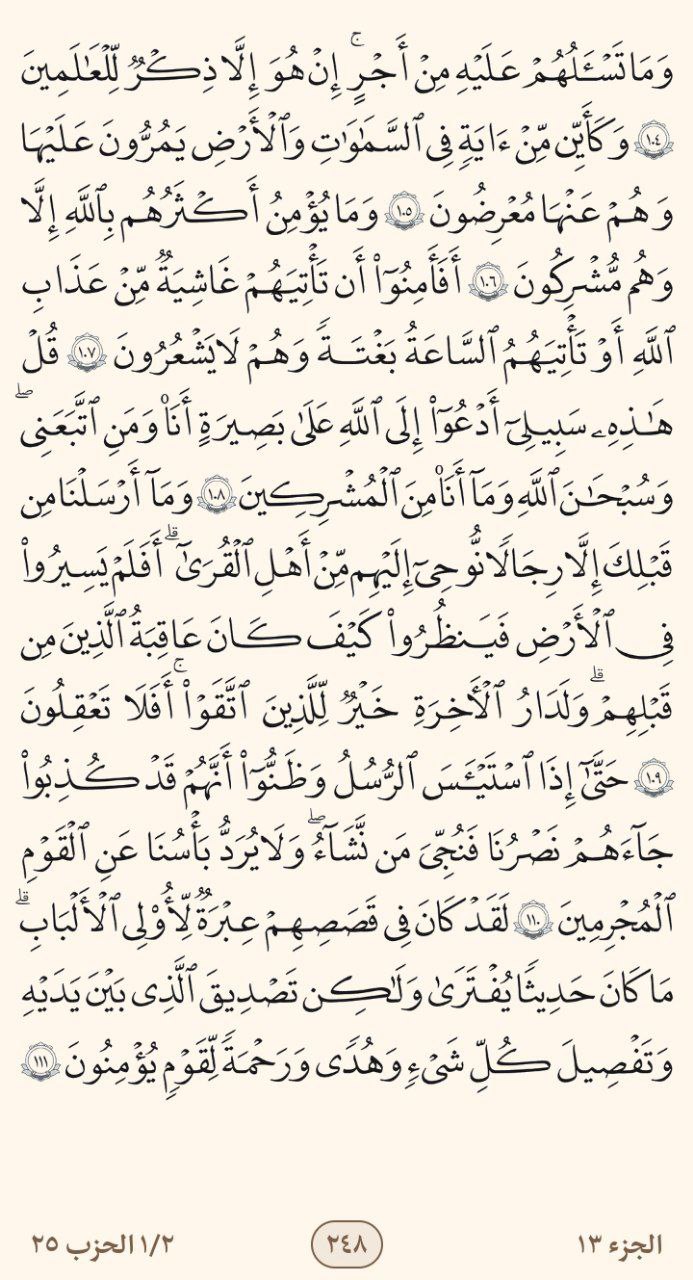 وَمَا تَسْـَٔلُهُمْ عَلَيْهِ مِنْ أَجْرٍ ۚ إِنْ هُوَ إِلَّا ذِكْرٌ لِّلْعَٰلَمِينَ
١٠٤ وَكَأَيِّن مِّنْ ءَايَةٍ فِى ٱلسَّمَٰوَٰتِ وَٱلْأَرْضِ يَمُرُّونَ عَلَيْهَا
وَهُمْ عَنْهَا مُعْرِضُونَ ١٠٥ وَمَا يُؤْمِنُ أَكْثَرُهُم بِٱللَّهِ إِلَّا
وَهُم مُّشْرِكُونَ ١٠٦ أَفَأَمِنُوٓا۟ أَن تَأْتِيَهُمْ غَٰشِيَةٌ مِّنْ عَذَابِ
ٱللَّهِ أَوْ تَأْتِيَهُمُ ٱلسَّاعَةُ بَغْتَةً وَهُمْ لَا يَشْعُرُونَ ١٠٧ قُلْ
هَٰذِهِۦ سَبِيلِىٓ أَدْعُوٓا۟ إِلَى ٱللَّهِ عَلَىٰ بَصِيرَةٍ أَنَا۠ وَمَنِ ٱتَّبَعَنِى ۖ
وَسُبْحَٰنَ ٱللَّهِ وَمَآ أَنَا۠ مِنَ ٱلْمُشْرِكِينَ ١٠٨ وَمَآ أَرْسَلْنَا مِن
قَبْلِكَ إِلَّا رِجَالًا نُّوحِىٓ إِلَيْهِم مِّنْ أَهْلِ ٱلْقُرَىٰٓ ۗ أَفَلَمْ يَسِيرُوا۟
فِى ٱلْأَرْضِ فَيَنظُرُوا۟ كَيْفَ كَانَ عَٰقِبَةُ ٱلَّذِينَ مِن
قَبْلِهِمْ ۗ وَلَدَارُ ٱلْـَٔاخِرَةِ خَيْرٌ لِّلَّذِينَ ٱتَّقَوْا۟ ۚ أَفَلَا تَعْقِلُونَ
١٠٩ حَتَّىٰٓ إِذَا ٱسْتَيْـَٔسَ ٱلرُّسُلُ وَظَنُّوٓا۟ أَنَّهُمْ قَدْ كُذِبُوا۟
جَآءَهُمْ نَصْرُنَا فَنُجِّىَ مَن نَّشَآءُ ۖ وَلَا يُرَدُّ بَأْسُنَا عَنِ ٱلْقَوْمِ
ٱلْمُجْرِمِينَ ١١٠ لَقَدْ كَانَ فِى قَصَصِهِمْ عِبْرَةٌ لِّأُو۟لِى ٱلْأَلْبَٰبِ ۗ
مَا كَانَ حَدِيثًا يُفْتَرَىٰ وَلَٰكِن تَصْدِيقَ ٱلَّذِى بَيْنَ يَدَيْهِ
وَتَفْصِيلَ كُلِّ شَىْءٍ وَهُدًى وَرَحْمَةً لِّقَوْمٍ يُؤْمِنُونَ ١١١
الجزء ١٣
٢٤٨
١/٢ الحزب ٢٥